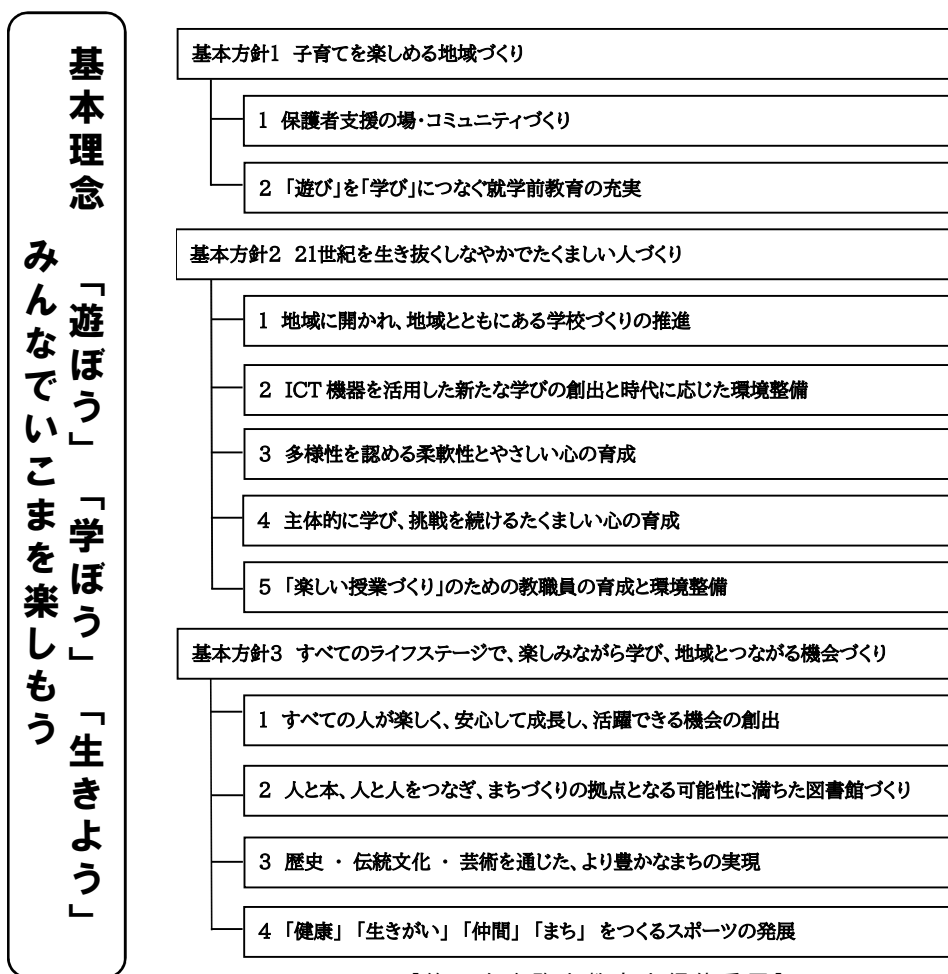 基本理念 「遊ぼう」 「学ぼう」 「生きよう」
みんなでいこまを楽しもう
基本方針1 子育てを楽しめる地域づくり
1 保護者支援の場・コミュニティづくり
2 「遊び」を「学び」につなぐ就学前教育の充実
基本方針2 21世紀を生き抜くしなやかでたくましい人づくり
1 地域に開かれ、地域とともにある学校づくりの推進
2 ICT 機器を活用した新たな学びの創出と時代に応じた環境整備
3 多様性を認める柔軟性とやさしい心の育成
4 主体的に学び、挑戦を続けるたくましい心の育成
5 「楽しい授業づくり」のための教職員の育成と環境整備
基本方針3 すべてのライフステージで、楽しみながら学び、地域とつながる機会づくり
1 すべての人が楽しく、安心して成長し、活躍できる機会の創出
2 人と本、人と人をつなぎ、まちづくりの拠点となる可能性に満ちた図書館づくり
3 歴史 ・ 伝統文化 ・ 芸術を通じた、より豊かなまちの実現
4 「健康」 「生きがい」 「仲間」 「まち」 をつくるスポーツの発展